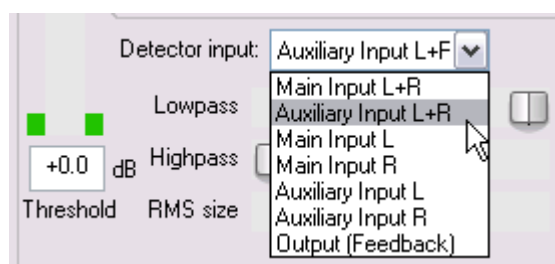 Detector input: Auxiliary Input L+F
Main Input L+R
Lowpass
Auxiliary Input L+R
Main Input L
Highpass
Main Input R
+0.0 dB
Auxiliary Input L
Threshold RMS size
Auxiliary Input R
Output (Feedback)